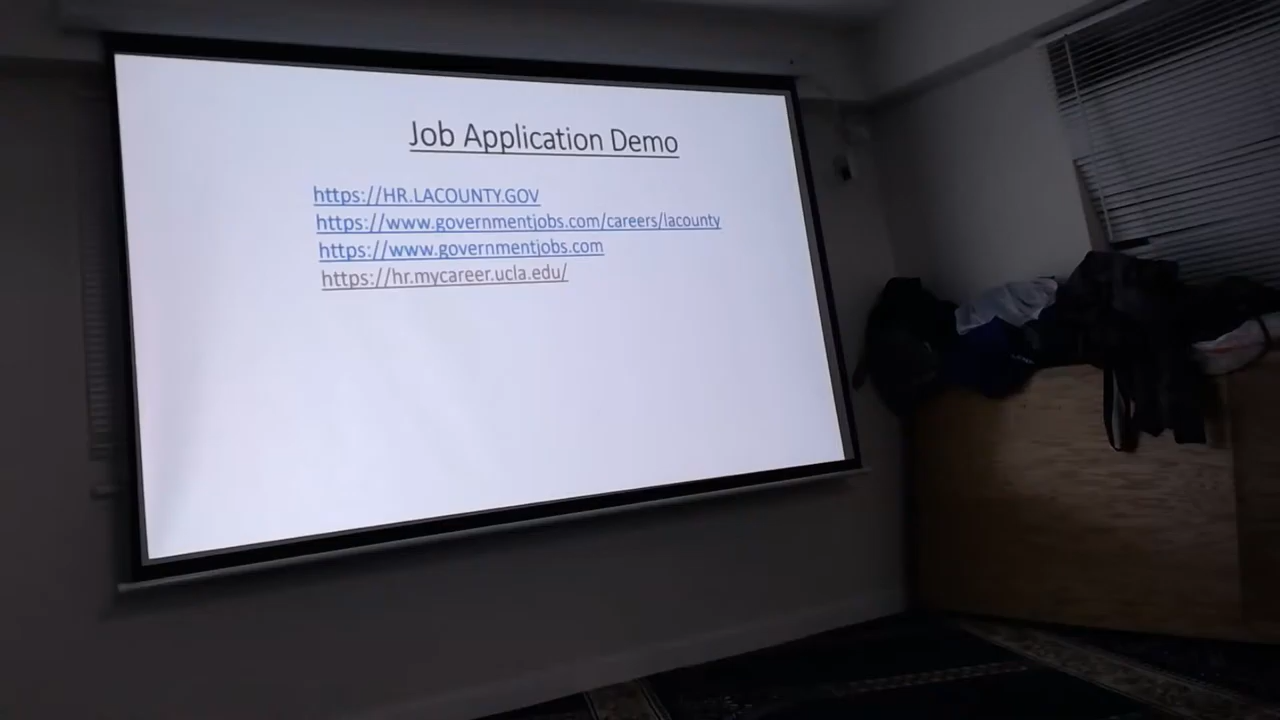 Job Application Demo
https://HR.LACOUNTY.GOV
https://www.governmentjobs.com/careers/lacounty
https://www.governmentjobs.com
https://hr.mycareer.ucla.edu/